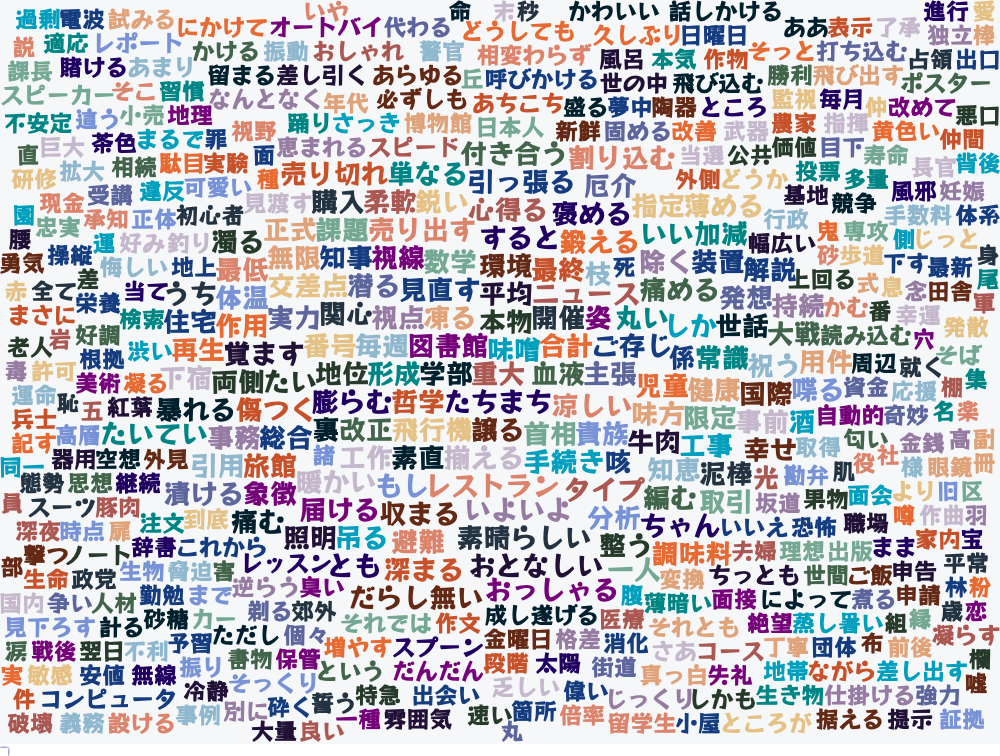 いや 命 末 秒 かわいい 話しかける 進行 愛
過剰 電波 試みる にかけて オートバイ 代わる どうしても 久しぶり 日曜日 ああ 表示 了承 独立 棒
説 適応 レポート かける 振動 おしゃれ 警官 相変わらず 風呂 本気 作物 そっと 打ち込む 占領 出口
課長 賭ける あまり 留まる 差し引く あらゆる 丘 呼びかける 世の中 飛び込む 勝利 飛び出す ポスター
スピーカー そこ 習慣 なんとなく 年代 必ずしも あちこち 盛る 夢中 陶器 ところ 監視 毎月 仲 改めて 悪口
不安定 違う 小売 地理 視野 踊り さっき 博物館 日本人 新鮮 固める 改善 武器 農家 指揮 黄色い 仲間
直 巨大 茶色 まるで 罪 面 恵まれる スピード 付き合う 割り込む 当選 公共 価値 目下 寿命 長官 背後
研修 拡大 相続 駄目 実験 種 売り切れ 単なる 引っ張る 厄介 外側 どうか 投票 多量 風邪 妊娠
現金 受講 違反 可愛い 見渡す 購入 柔軟 鋭い 心得る 褒める 指定 薄める 行政 基地 競争 手数料 体系
園 忠実 承知 正体 初心者 正式 課題 売り出す すると 鍛える いい加減 幅広い 鬼 専攻 側 じっと
腰 操縦 運 好み 釣り 濁る 無限 知事 視線 数学 環境 最終 枝 死 除く 装置 解説 砂 歩道 下す 最新 身
勇気 差 悔しい 地上 最低 交差点 潜る 見直す 平均 ニュース 痛める 発想 上回る 式 息 念 田舎 尾
赤 全て 栄養 当て うち 体温 実力 関心 視点 凍る 本物 開催 姿 丸い しか 世話 持続 かむ 番 幸運 軍
まさに 岩 好調 検索 住宅 作用 番号 毎週 図書館 味噌 合計 ご存じ 係 常識 大戦 読み込む 穴 発散
老人 根拠 渋い 再生 覚ます 両側 たいたい 地位 形成 学部 重大 血液 主張 祝う 用件 周辺 就く そば
毒 許可 美術 凝る 下宿 膨らむ 哲学 たちまち 涼しい 児童 健康 国際 喋る 資金 応援 棚 集
運命 恥 五 紅葉 暴れる 傷つく 味方 限定 事前 酒 自動的 奇妙 名 楽
兵士 記す 高層 たいてい 事務 総合 裏 改正 飛行機 譲る 首相 貴族 牛肉 工事 幸せ 取得 匂い 金銭 高 副
同一 器用 空想 外見 引用 旅館 諸 工作 素直 揃える 手続き 咳 知恵 泥棒 光 勘弁 肌 役 社 様 眼鏡 冊
態勢 思想 継続 漬ける 象徴 暖かい もし レストラン タイプ 編む 取引 坂道 果物 面会 より 旧 区
員 スーツ 豚肉 注文 到底 痛む 届ける 収まる いよいよ 分析 ちゃん いいえ 恐怖 職場 噂 作曲 羽
深夜 時点 扉 辞書 これから 照明 吊る 避難 素晴らしい 整う 調味料 夫婦 理想 出版 まま 家内 宝
部 撃つ ノート レッスン とも 深まる おとなしい 一人 変換 ちっとも 世間 ご飯 申告 平常
生命 政党 生物 脅迫 害 逆らう 臭い だらし無い おっしゃる 腹 薄暗い 面接 によって 煮る 申請 林 粉
国内 争い 人材 勤勉 まで 剃る 郊外 それでは 作文 成し遂げる 医療 それとも 絶望 蒸し暑い 組 縁 歳 恋
見下ろす 計る 砂糖 カー ただし 個々 増やす スプーン 金曜日 格差 消化 さあ コース 丁寧 団体 布 前後 凝らす
涙 戦後 翌日 不利 予習 書物 保管 という だんだん 段階 太陽 街道 真っ白 失礼 地帯 ながら 差し出す 欄
実 敏感 安値 無線 振り そっくり 特急 出会い 乏しい 偉い じっくり しかも 生き物 仕掛ける 強力 嘘
件 コンピュータ 冷静 別に 砕く 誓う 一種 雰囲気 速い 箇所 倍率 留学生 小屋 ところが 据える 提示 証拠
破壊 義務 設ける 事例 大量 良い 丸